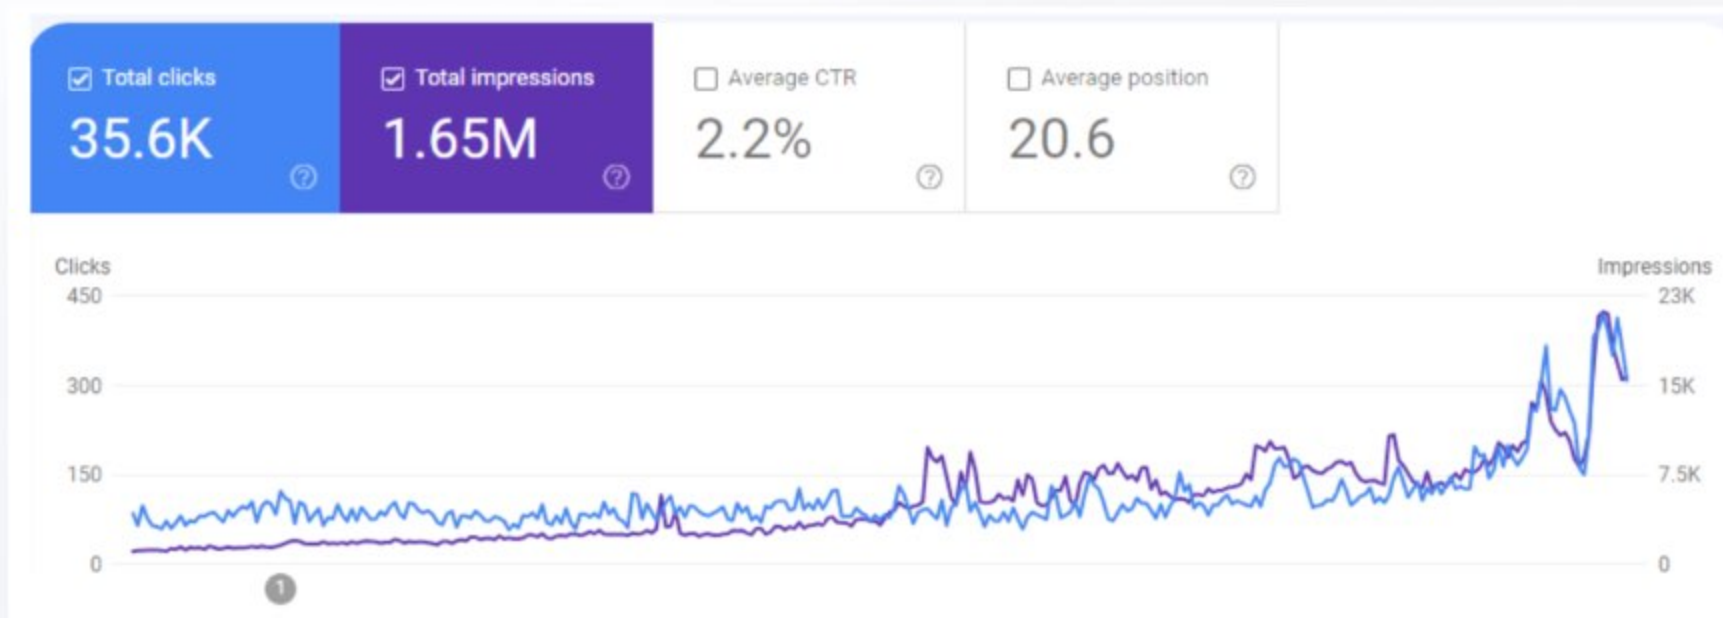 Total clicks Total impressions Average CTR Average position
35.6K 1.65M 2.2% 20.6
? ? ? ?
Clicks Impressions
450 23K
300 15K
150 7.5K
0 0
1